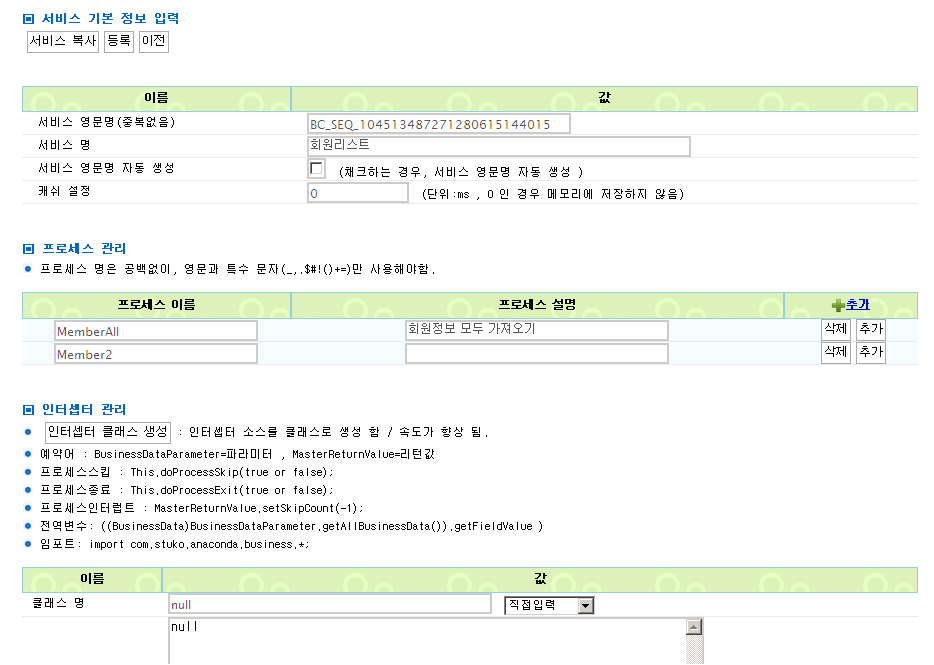 서비스 기본 정보 입력
서비스 복사 등록 이전
이름 값
서비스 영문명(중복없음) BC_SEQ_104513487271280615144015
서비스 명 회원리스트
서비스 영문명 자동 생성 (채크하는 경우, 서비스 영문명 자동 생성 )
캐쉬 설정 0 (단위:ms , 0 인 경우 메모리에 저장하지 않음)
프로세스 관리
프로세스 명은 공백없이, 영문과 특수 문자(_,.$#!()+=)만 사용해야함.
프로세스 이름 프로세스 설명 추가
MemberAll 회원정보 모두 가져오기 삭제 추가
Member2 삭제 추가
인터셉터 관리
인터셉터 클래스 생성 : 인터셉터 소스를 클래스로 생성 함 / 속도가 향상 됨.
예약어 : BusinessDataParameter=파라미터 , MasterReturnValue=리턴값
프로세스스킵 : This.doProcessSkip(true or false);
프로세스종료 : This.doProcessExit(true or false);
프로세스인터럽트 : MasterReturnValue.setSkipCount(-1);
전역변수: ((BusinessData)BusinessDataParameter.getAllBusinessData()).getFieldValue )
임포트: import com.stuko.anaconda.business.*;
이름 값
클래스 명 null 직접입력
null